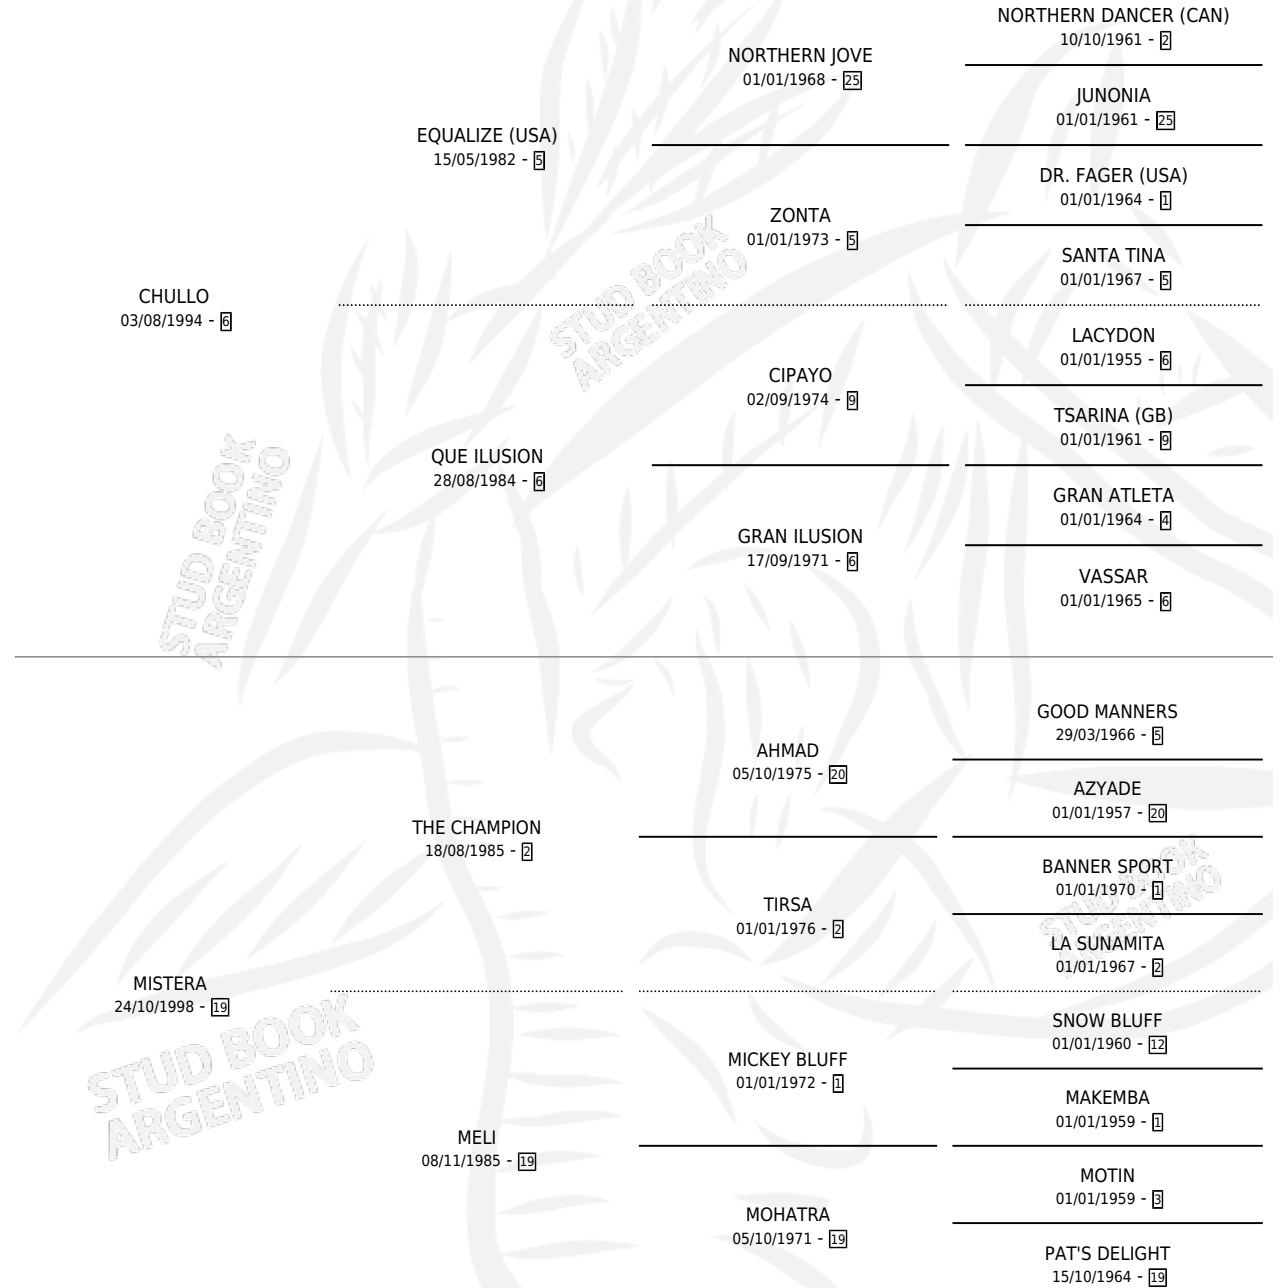 NORTHERN DANCER (CAN)
10/10/1961 - 2
NORTHERN JOVE
01/01/1968 - 25
JUNONIA
01/01/1961 - 25
EQUALIZE (USA)
15/05/1982 - 5
DR. FAGER (USA)
01/01/1964 - 1
ZONTA
01/01/1973 - 5
SANTA TINA
01/01/1967 - 5
STUD BOOK
ARGENTINO
CHULLO
03/08/1994 - 6
LACYDON
01/01/1955 - 6
CIPAYO
02/09/1974 - 9
TSARINA (GB)
01/01/1961 - 9
QUE ILUSION
28/08/1984 - 6
GRAN ATLETA
01/01/1964 - 4
GRAN ILUSION
17/09/1971 - 6
VASSAR
01/01/1965 - 6
STUD BOOK
ARGENTINO
GOOD MANNERS
29/03/1966 - 5
AHMAD
05/10/1975 - 20
AZYADE
01/01/1957 - 20
THE CHAMPION
18/08/1985 - 2
BANNER SPORT
01/01/1970 - 1
TIRSA
01/01/1976 - 2
LA SUNAMITA
01/01/1967 - 2
STUD BOOK
ARGENTINO
MISTERA
24/10/1998 - 19
SNOW BLUFF
01/01/1960 - 12
MICKEY BLUFF
01/01/1972 - 1
MAKEMBA
01/01/1959 - 1
STUD BOOK
ARGENTINO
MELI
08/11/1985 - 19
MOTIN
01/01/1959 - 3
MOHATRA
05/10/1971 - 19
PAT'S DELIGHT
15/10/1964 - 19